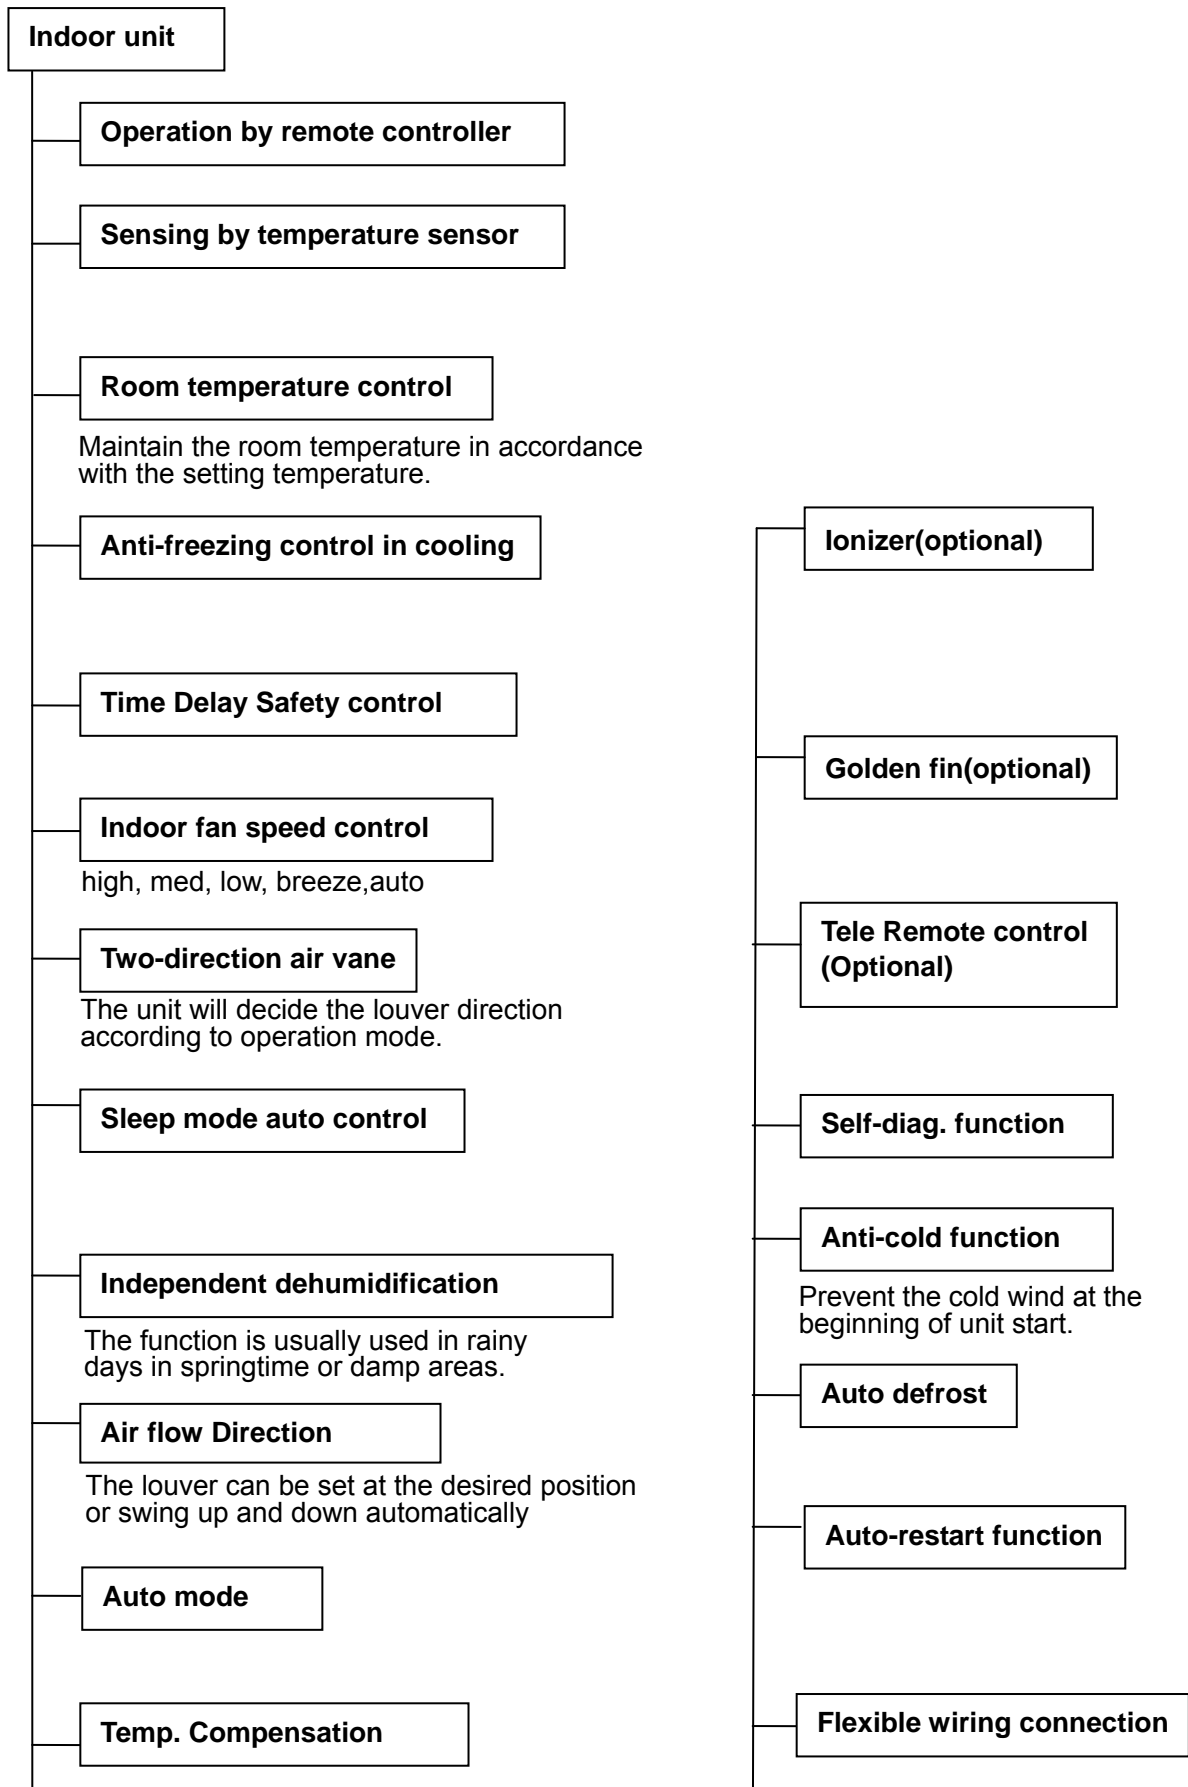 Indoor unit
Operation by remote controller
Sensing by temperature sensor
Room temperature control
Maintain the room temperature in accordance
with the setting temperature.
Anti-freezing control in cooling
Time Delay Safety control
Indoor fan speed control
high, med, low, breeze,auto
Two-direction air vane
The unit will decide the louver direction
according to operation mode.
Sleep mode auto control
Independent dehumidification
The function is usually used in rainy
days in springtime or damp areas.
Air flow Direction
The louver can be set at the desired position
or swing up and down automatically
Auto mode
Temp. Compensation
Ionizer(optional)
Golden fin(optional)
Tele Remote control
(Optional)
Self-diag. function
Anti-cold function
Prevent the cold wind at the
beginning of unit start.
Auto defrost
Auto-restart function
Flexible wiring connection